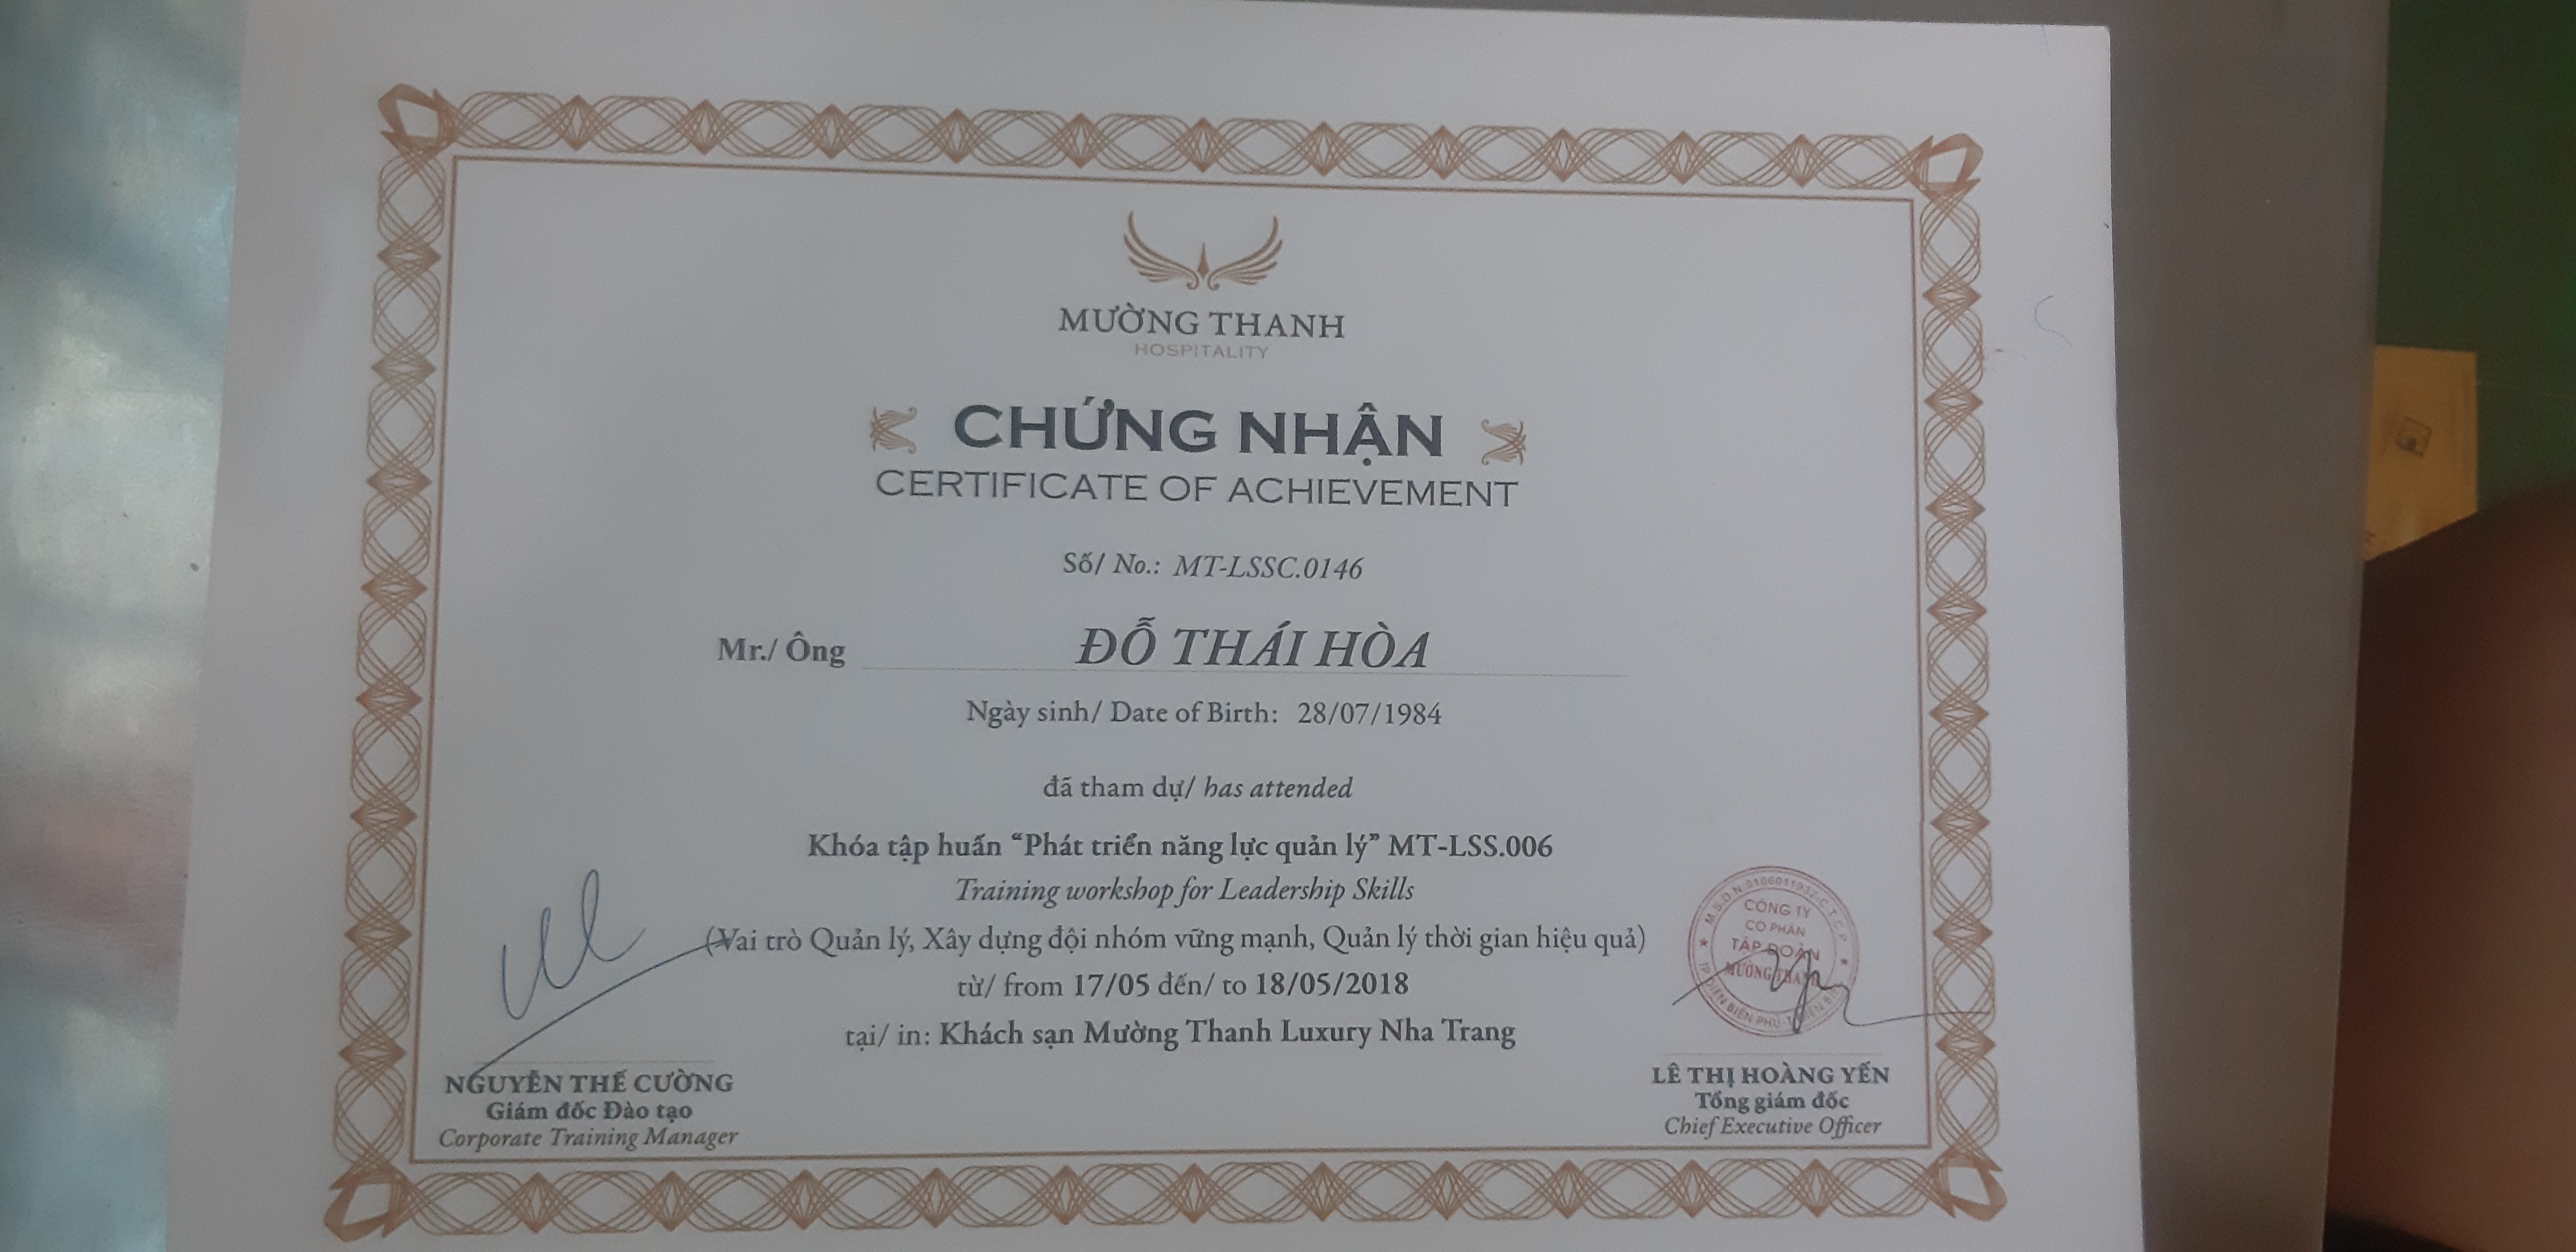 MƯỜNG THANH
HOSPITALITY
CHỨNG NHẬN
CERTIFICATE OF ACHIEVEMENT
Số/ No.: MT-LSSC.0146
Mr./ Ông ĐỖ THÁI HÒA
Ngày sinh/ Date of Birth: 28/07/1984
đã tham dự/ has attended
Khóa tập huấn “Phát triển năng lực quản lý” MT-LSS.006
Training workshop for Leadership Skills
(Vai trò Quản lý, Xây dựng đội nhóm vững mạnh, Quản lý thời gian hiệu quả)
từ/ from 17/05 đến/ to 18/05/2018
tại/ in: Khách sạn Mường Thanh Luxury Nha Trang
NGUYỄN THẾ CƯỜNG
Giám đốc Đào tạo
Corporate Training Manager
CÔNG TY
CỔ PHẦN
TẬP ĐOÀN
MƯỜNG THANH
LÊ THỊ HOÀNG YẾN
Tổng giám đốc
Chief Executive Officer